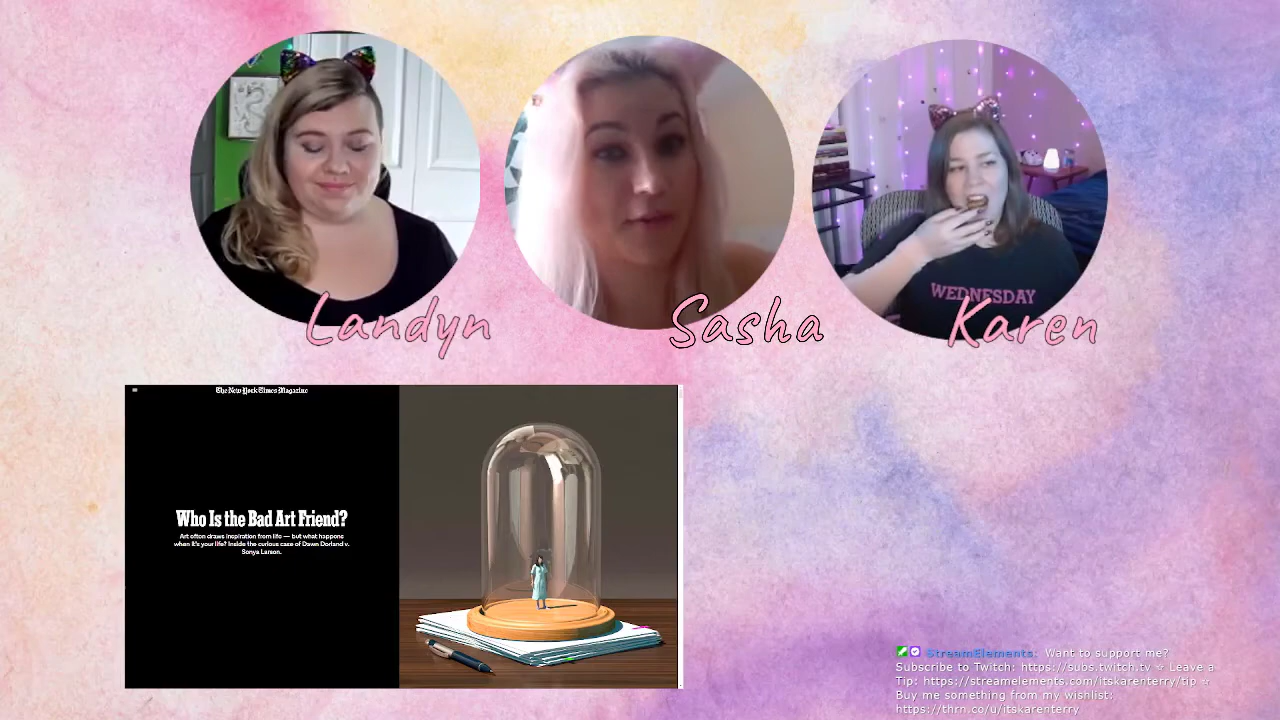 WEDNESDAY
Landyn
Sasha
Karen
The New York Times Magazine
Who Is the Bad Art Friend?
Art often draws inspiration from life — but what happens
when it's your life? Inside the curious case of Dawn Dorland v.
Sonya Larson.
StreamElements: Want to support me?
Subscribe to Twitch: https://subs.twitch.tv ☆ Leave a
Tip: https://streamelements.com/itskarenterry/tip ☆
Buy me something from my wishlist:
https://thrn.co/u/itskarenterry